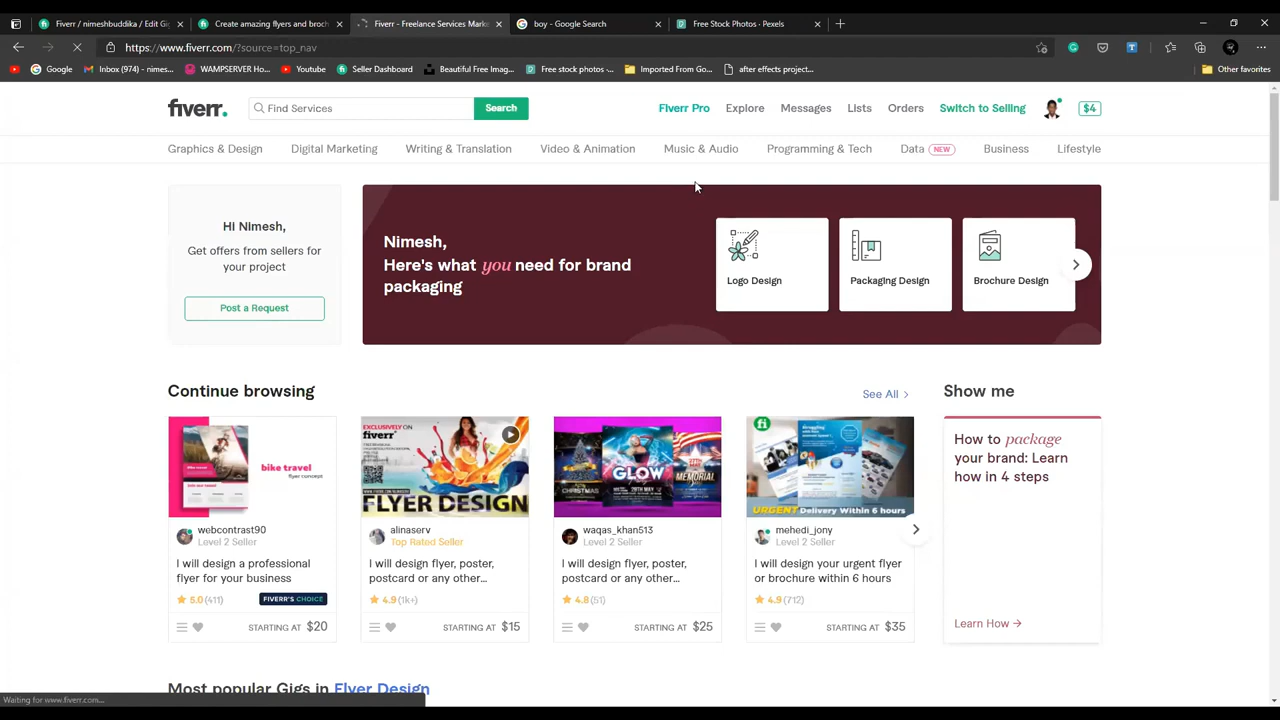 Fiverr / nimeshbuddika / Edit Gig
Create amazing flyers and broch
Fiverr - Freelance Services Mark
boy - Google Search
Free Stock Photos - Pexels
https://www.fiverr.com/?source=top_nav
Google
Inbox (974) - nimes...
WAMPSERVER Ho...
Youtube
Seller Dashboard
Beautiful Free Imag...
Free stock photos ·...
Imported From Go...
after effects project...
Other favorites
fiverr.
Find Services
Search
Fiverr Pro
Explore
Messages
Lists
Orders
Switch to Selling
$4
Graphics & Design
Digital Marketing
Writing & Translation
Video & Animation
Music & Audio
Programming & Tech
Data NEW
Business
Lifestyle
Hi Nimesh,
Get offers from sellers for
your project
Post a Request
Nimesh,
Here's what you need for brand
packaging
Logo Design
Packaging Design
Brochure Design
Continue browsing
See All >
Show me
bike travel
flyer concept
EXCLUSIVELY ON
fiverr
FLYER DESIGN
GLOW
CHRISTMAS
MEMORIAL
fi
URGENT Delivery Within 6 hours
How to package
your brand: Learn
how in 4 steps
Learn How →
webcontrast90
Level 2 Seller
I will design a professional
flyer for your business
5.0 (411)
FIVERR'S CHOICE
STARTING AT $20
alinaserv
Top Rated Seller
I will design flyer, poster,
postcard or any other...
4.9 (1k+)
STARTING AT $15
waqas_khan513
Level 2 Seller
I will design flyer, poster,
postcard or any other...
4.8 (51)
STARTING AT $25
mehedi_jony
Level 2 Seller
I will design your urgent flyer
or brochure within 6 hours
4.9 (712)
STARTING AT $35
Most popular Gigs in Flyer Design
Waiting for www.fiverr.com...